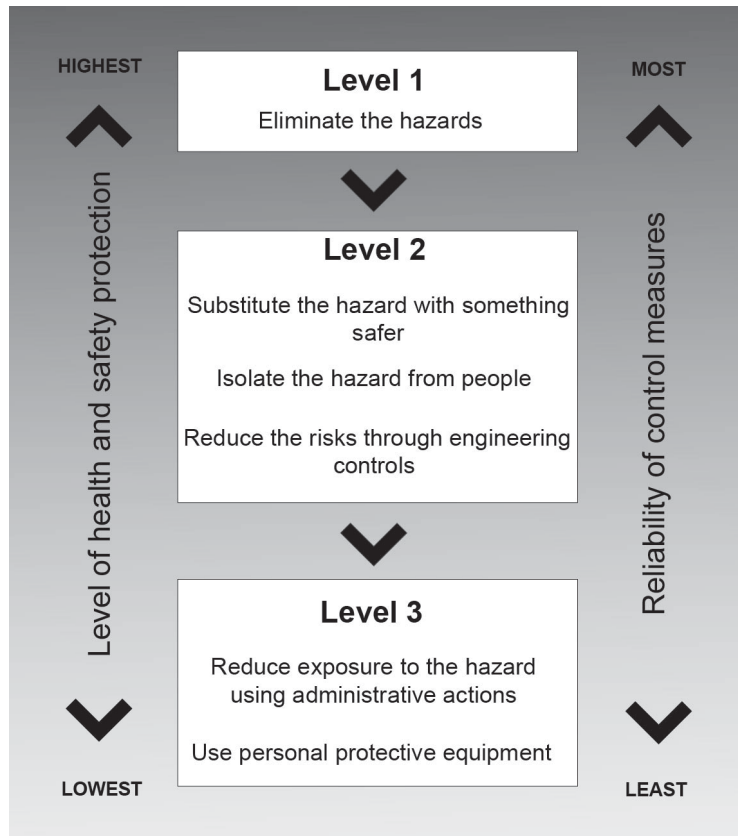 HIGHEST
MOST
Level 1
Eliminate the hazards
Level of health and safety protection
Reliability of control measures
Level 2
Substitute the hazard with something
safer
Isolate the hazard from people
Reduce the risks through engineering
controls
Level 3
Reduce exposure to the hazard
using administrative actions
Use personal protective equipment
LOWEST
LEAST